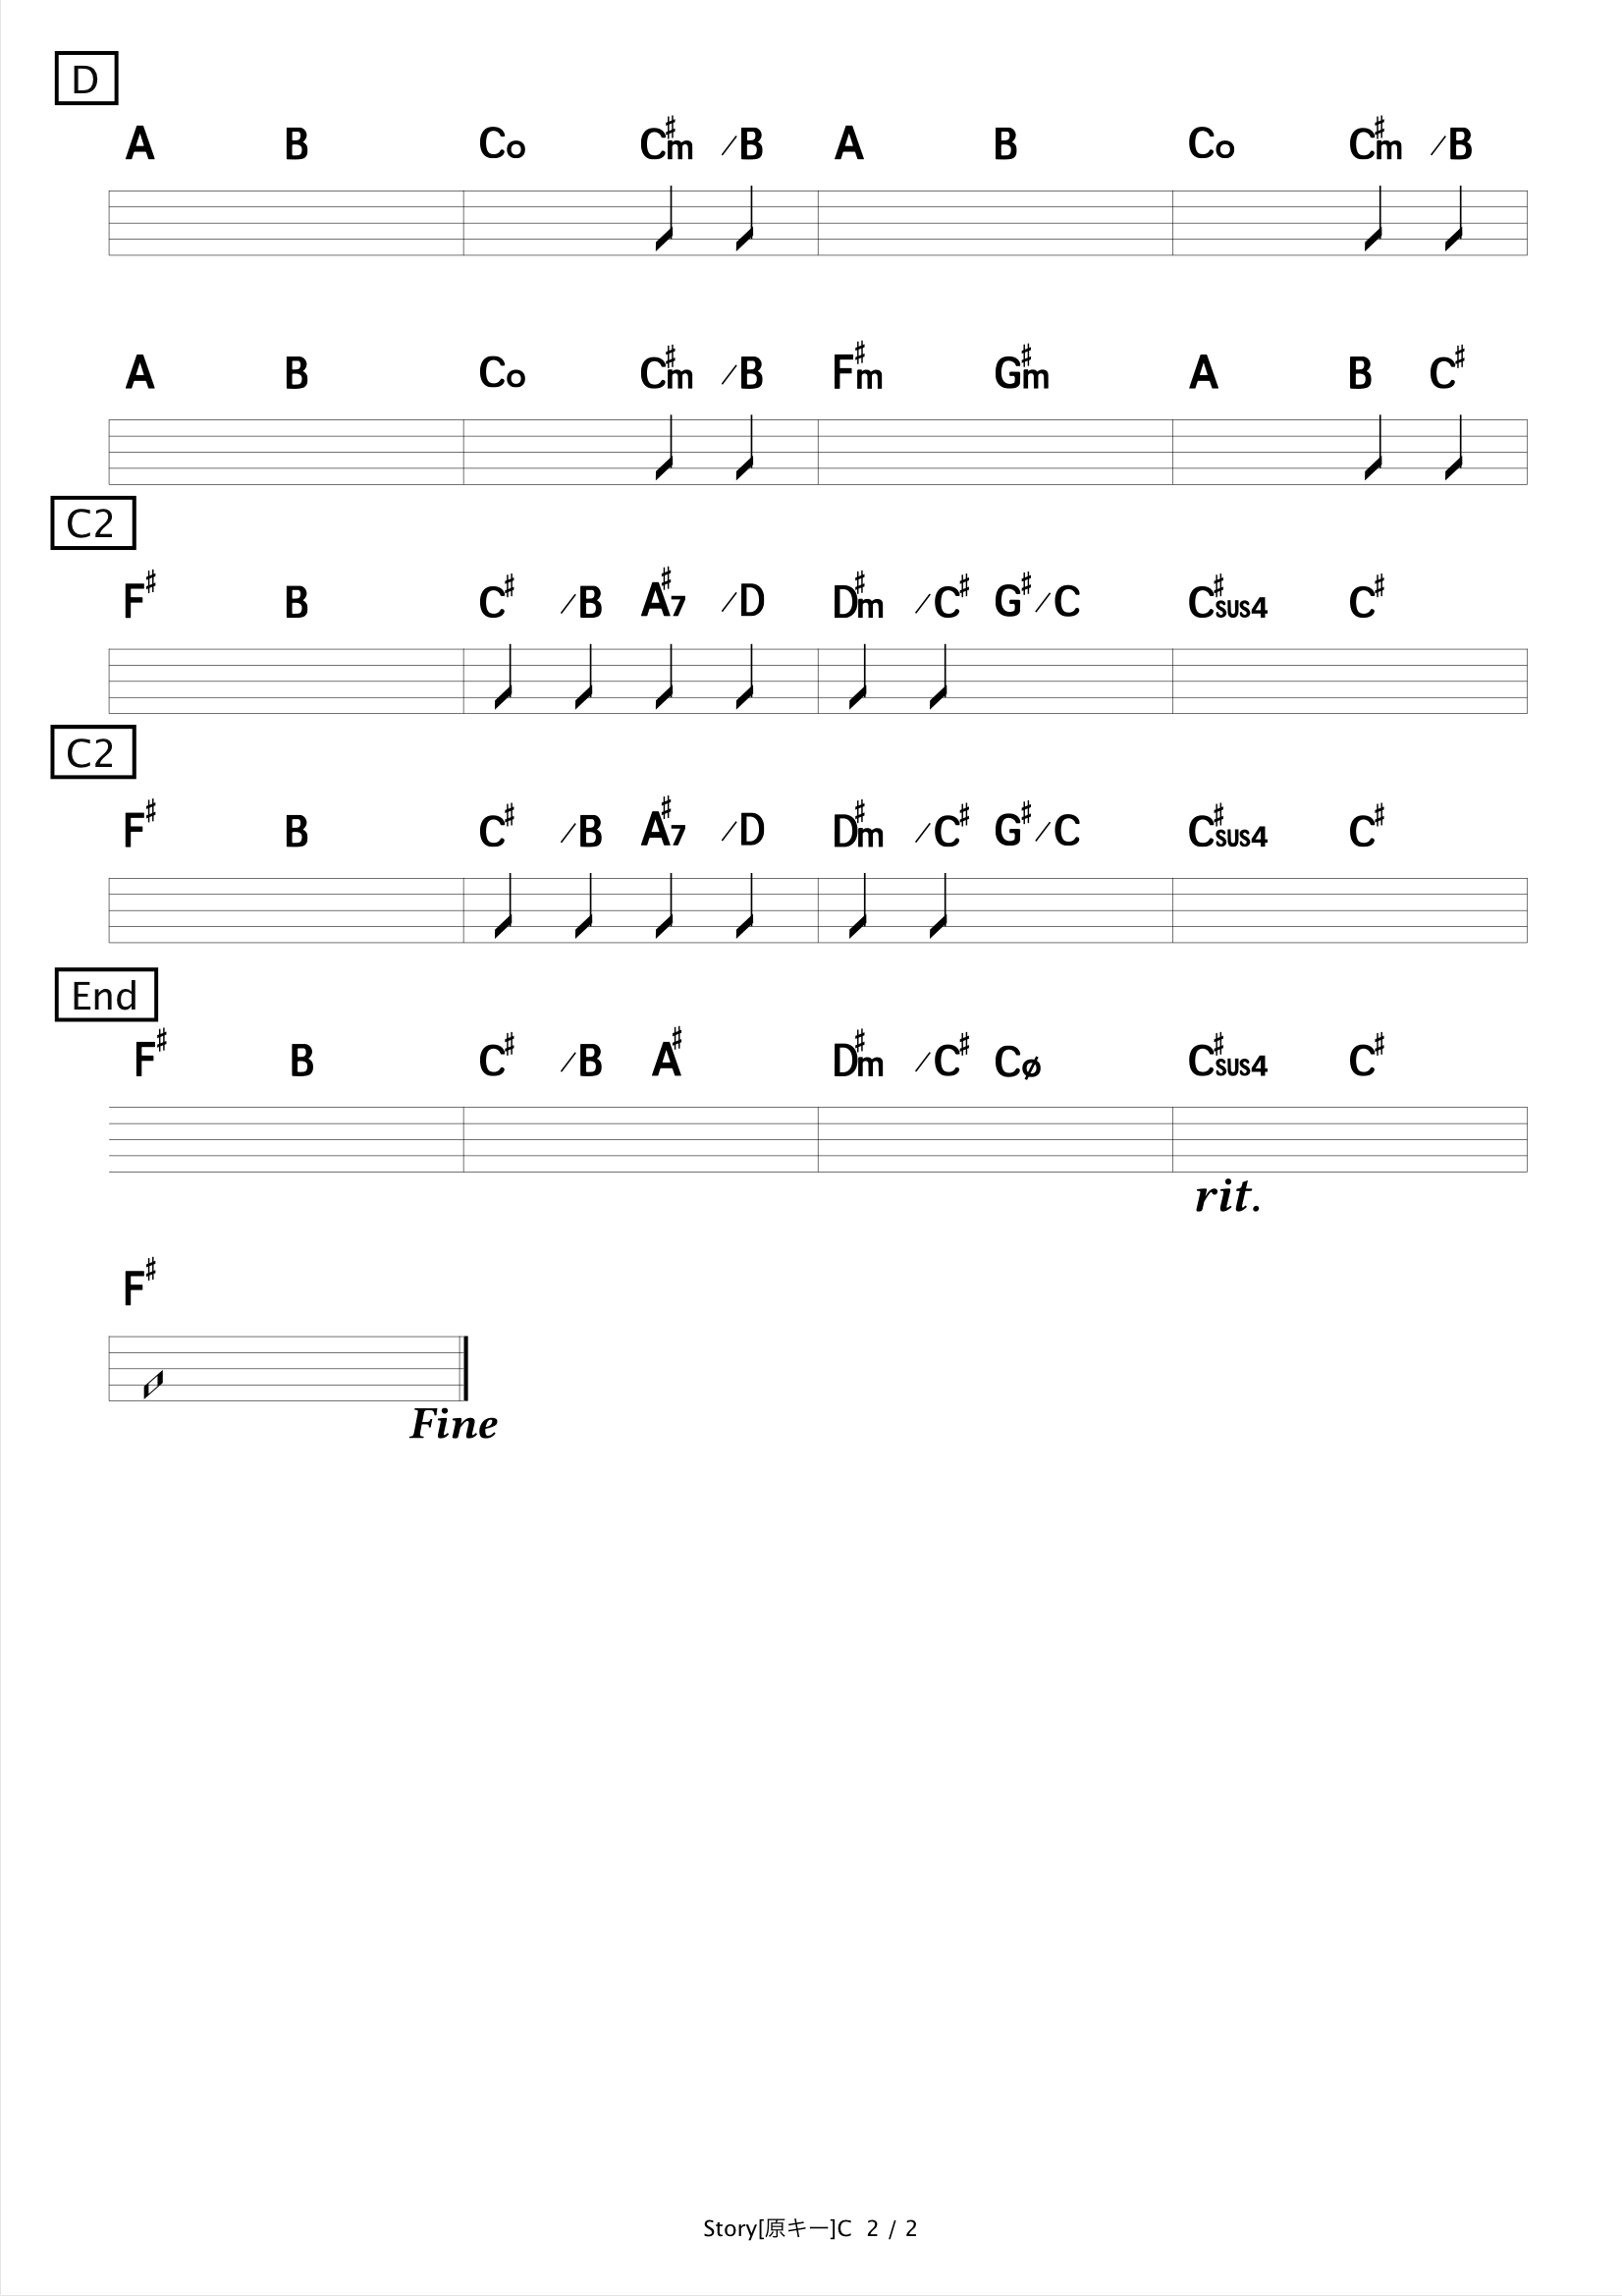 D
A B Co C♯m /B A B Co C♯m /B
A B Co C♯m /B F♯m G♯m A B C♯
C2
F♯ B C♯ /B A♯7 /D D♯m /C♯ G♯/C C♯sus4 C♯
C2
F♯ B C♯ /B A♯7 /D D♯m /C♯ G♯/C C♯sus4 C♯
End
F♯ B C♯ /B A♯ D♯m /C♯ Cø C♯sus4 C♯
rit.
F♯
Fine
Story[原キー]C 2 / 2